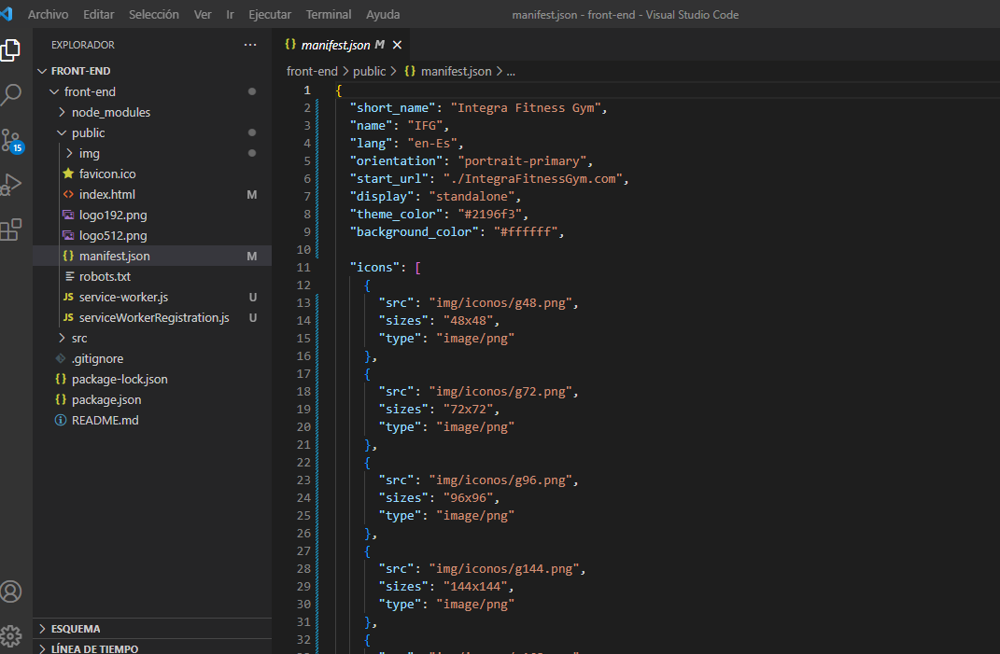 Archivo Editar Selección Ver Ir Ejecutar Terminal Ayuda manifest.json - front-end - Visual Studio Code
EXPLORADOR ...
FRONT-END
front-end
node_modules
public
img
favicon.ico
index.html M
logo192.png
logo512.png
manifest.json M
robots.txt
service-worker.js U
serviceWorkerRegistration.js U
src
.gitignore
package-lock.json
package.json
README.md
15
ESQUEMA
LÍNEA DE TIEMPO
{} manifest.json M ×
front-end > public > {} manifest.json > ...
1 {
2 "short_name": "Integra Fitness Gym",
3 "name": "IFG",
4 "lang": "en-Es",
5 "orientation": "portrait-primary",
6 "start_url": "./IntegraFitnessGym.com",
7 "display": "standalone",
8 "theme_color": "#2196f3",
9 "background_color": "#ffffff",
10
11 "icons": [
12 {
13 "src": "img/iconos/g48.png",
14 "sizes": "48x48",
15 "type": "image/png"
16 },
17 {
18 "src": "img/iconos/g72.png",
19 "sizes": "72x72",
20 "type": "image/png"
21 },
22 {
23 "src": "img/iconos/g96.png",
24 "sizes": "96x96",
25 "type": "image/png"
26 },
27 {
28 "src": "img/iconos/g144.png",
29 "sizes": "144x144",
30 "type": "image/png"
31 },
32 {